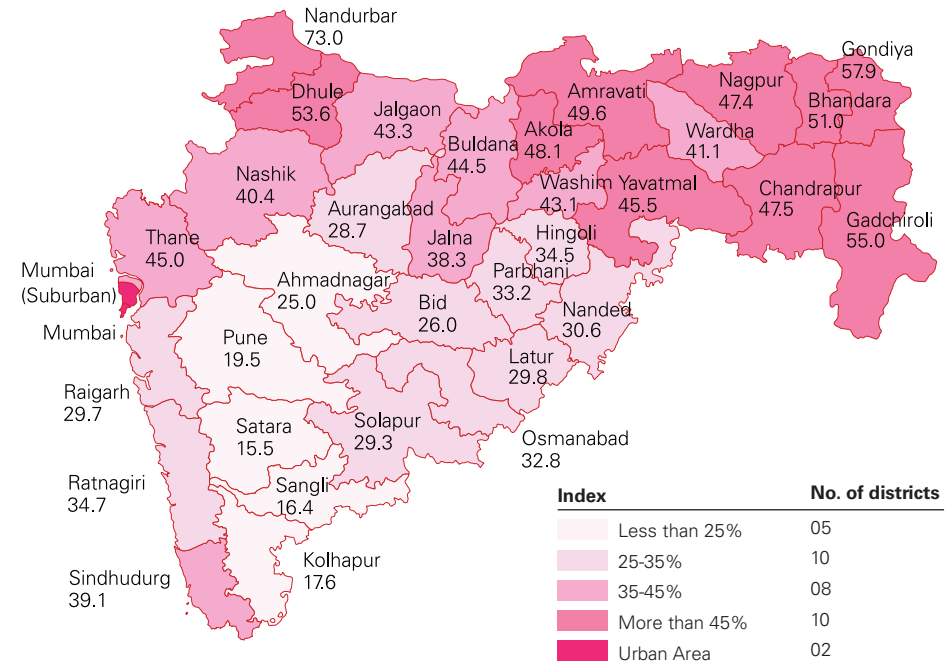 Nandurbar
73.0
Gondiya
57.9
Dhule
53.6
Jalgaon
43.3
Amravati
49.6
Nagpur
47.4
Bhandara
51.0
Buldana
44.5
Akola
48.1
Wardha
41.1
Nashik
40.4
Washim
43.1
Yavatmal
45.5
Chandrapur
47.5
Aurangabad
28.7
Gadchiroli
55.0
Thane
45.0
Jalna
38.3
Hingoli
34.5
Mumbai
(Suburban)
Ahmadnagar
25.0
Parbhani
33.2
Bid
26.0
Nanded
30.6
Mumbai
Pune
19.5
Latur
29.8
Raigarh
29.7
Satara
15.5
Solapur
29.3
Osmanabad
32.8
Ratnagiri
34.7
Sangli
16.4
Kolhapur
17.6
Sindhudurg
39.1
Index No. of districts
Less than 25% 05
25-35% 10
35-45% 08
More than 45% 10
Urban Area 02